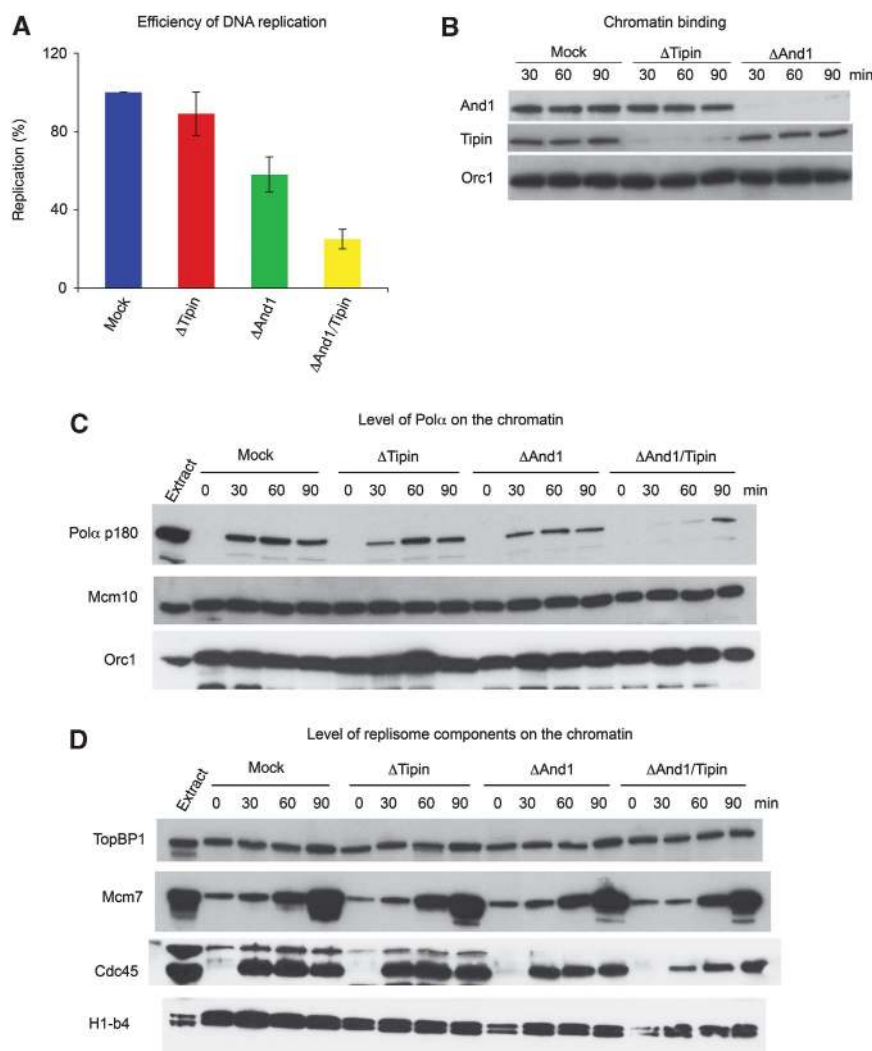 A
Efficiency of DNA replication
120
80
40
0
Replication (%)
Mock
ΔTipin
ΔAnd1
ΔAnd1/Tipin
B
Chromatin binding
Mock ΔTipin ΔAnd1
30 60 90 30 60 90 30 60 90 min
And1
Tipin
Orc1
C
Level of Polα on the chromatin
Mock ΔTipin ΔAnd1 ΔAnd1/Tipin
Extract 0 30 60 90 0 30 60 90 0 30 60 90 0 30 60 90 min
Polα p180
Mcm10
Orc1
D
Level of replisome components on the chromatin
Mock ΔTipin ΔAnd1 ΔAnd1/Tipin
Extract 0 30 60 90 0 30 60 90 0 30 60 90 0 30 60 90 min
TopBP1
Mcm7
Cdc45
H1-b4